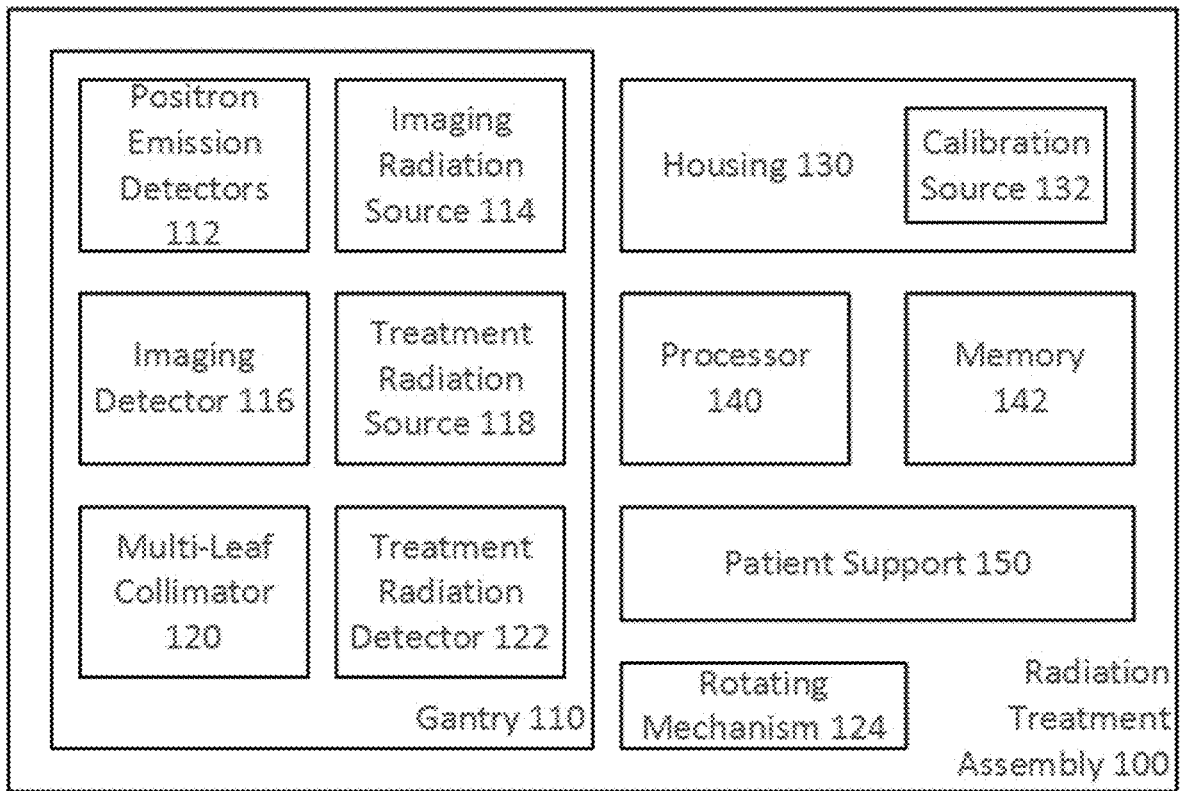 Positron
Emission
Detectors
112
Imaging
Radiation
Source 114
Housing 130
Calibration
Source 132
Imaging
Detector 116
Treatment
Radiation
Source 118
Processor
140
Memory
142
Multi-Leaf
Collimator
120
Treatment
Radiation
Detector 122
Patient Support 150
Gantry 110
Rotating
Mechanism 124
Radiation
Treatment
Assembly 100